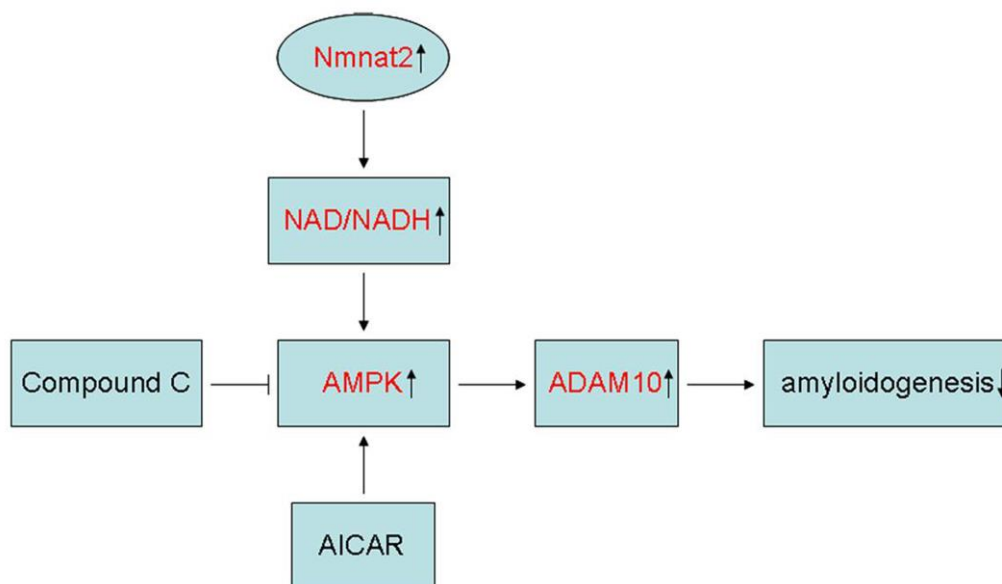 Nmnat2↑
NAD/NADH↑
Compound C
AMPK↑
ADAM10↑
amyloidogenesis↓
AICAR